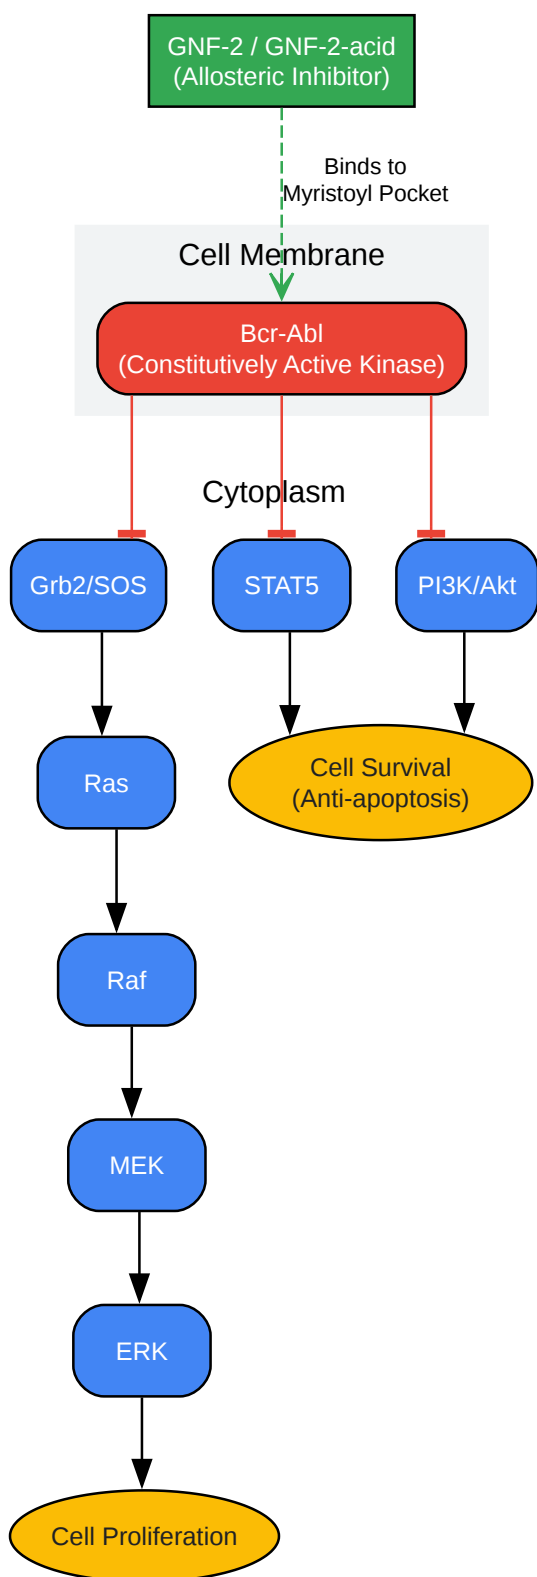 GNF-2 / GNF-2-acid
(Allosteric Inhibitor)
Binds to
Myristoyl Pocket
Cell Membrane
Bcr-Abl
(Constitutively Active Kinase)
Cytoplasm
Grb2/SOS
STAT5
PI3K/Akt
Ras
Cell Survival
(Anti-apoptosis)
Raf
MEK
ERK
Cell Proliferation